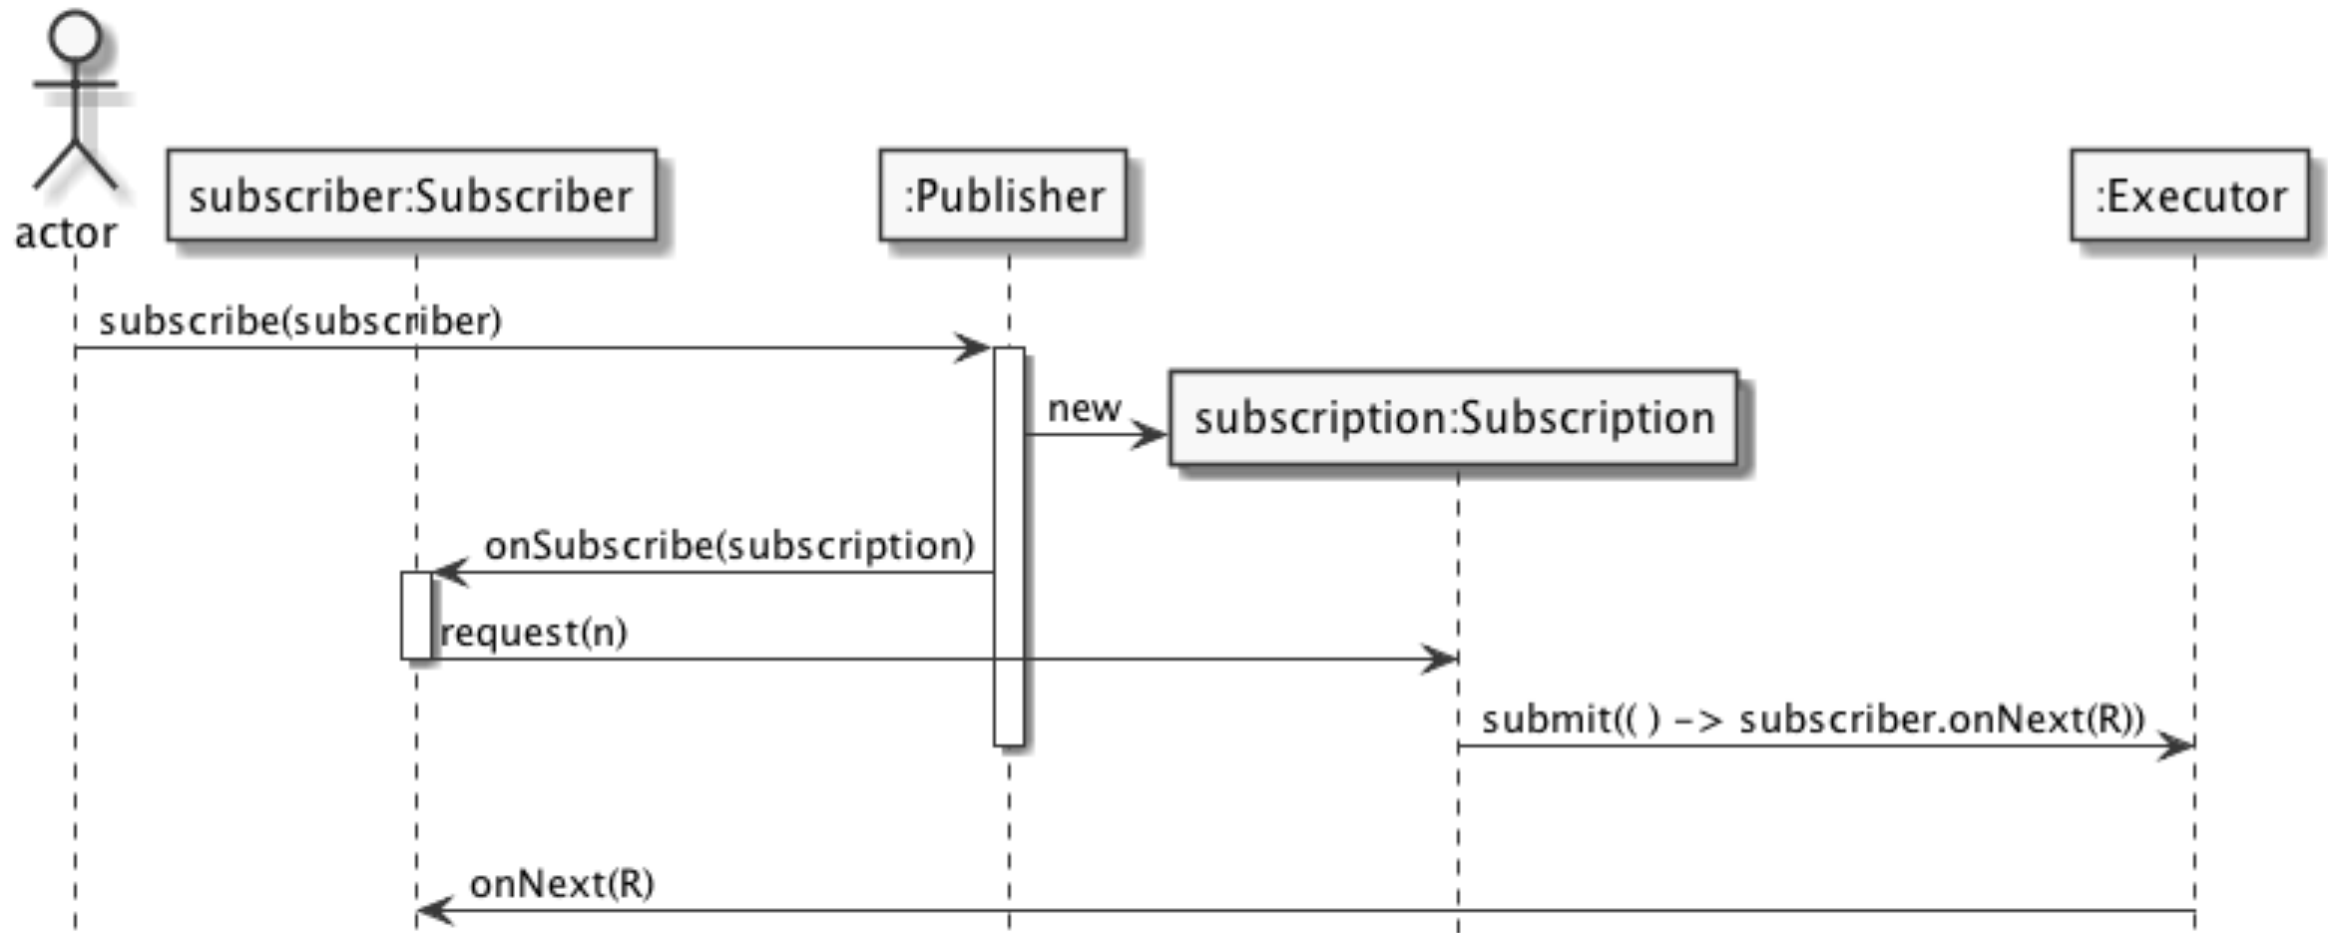 actor
subscriber:Subscriber
:Publisher
:Executor
subscribe(subscriber)
new
subscription:Subscription
onSubscribe(subscription)
request(n)
submit(( ) -> subscriber.onNext(R))
onNext(R)